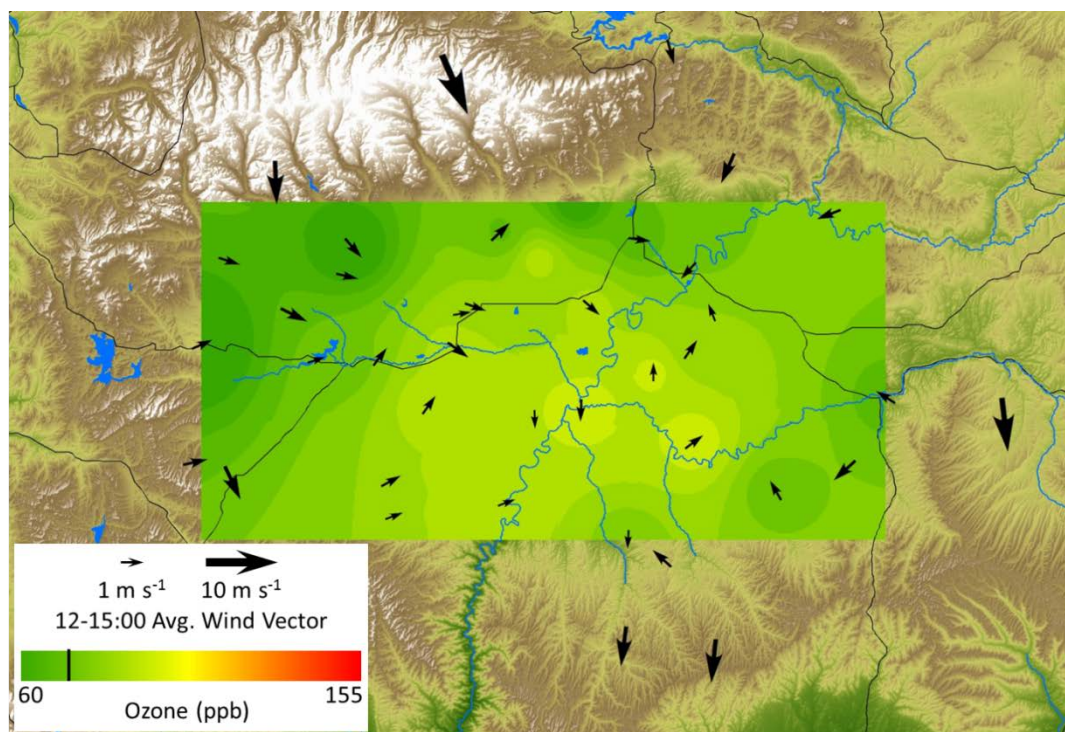 1 m s⁻¹ 10 m s⁻¹
12-15:00 Avg. Wind Vector
60 155
Ozone (ppb)